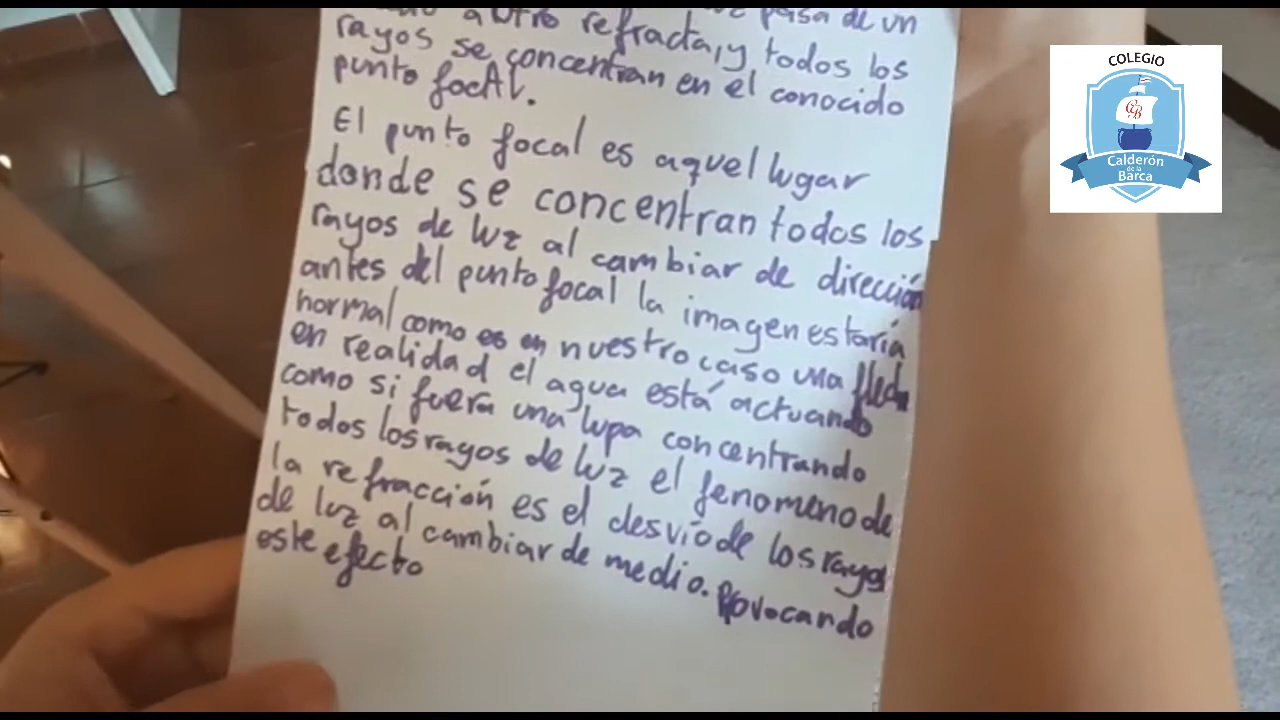 a otro refracta, y todos los
rayos se concentran en el conocido
punto focAl.
El punto focal es aquel lugar
donde se concentran todos los
rayos de luz al cambiar de dirección
antes del punto focal la imagen estaría
normal como es en nuestro caso una flecha
en realidad el agua está actuando
como si fuera una lupa concentrando
todos los rayos de luz el fenomeno de
la refracción es el desvío de los rayos
de luz al cambiar de medio. Provocando
este efecto
COLEGIO
CB
Calderón
de la
Barca